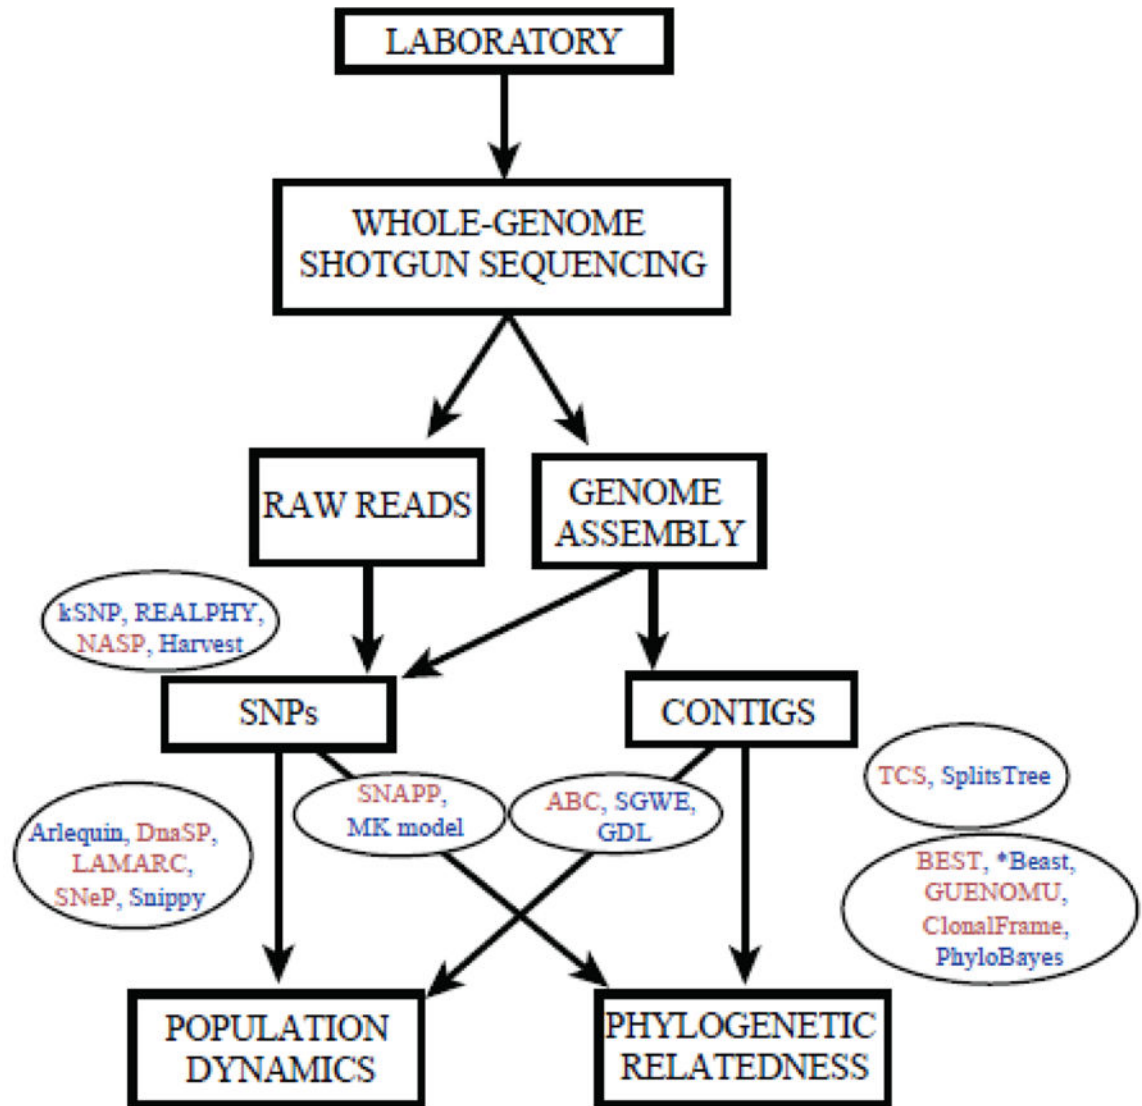 LABORATORY
WHOLE-GENOME
SHOTGUN SEQUENCING
RAW READS
GENOME
ASSEMBLY
kSNP, REALPHY,
NASP, Harvest
SNPs
CONTIGS
TCS, SplitsTree
Arlequin, DnaSP,
LAMARC,
SNeP, Snippy
SNAPP,
MK model
ABC, SGWE,
GDL
BEST, *Beast,
GUENOMU,
ClonalFrame,
PhyloBayes
POPULATION
DYNAMICS
PHYLOGENETIC
RELATEDNESS